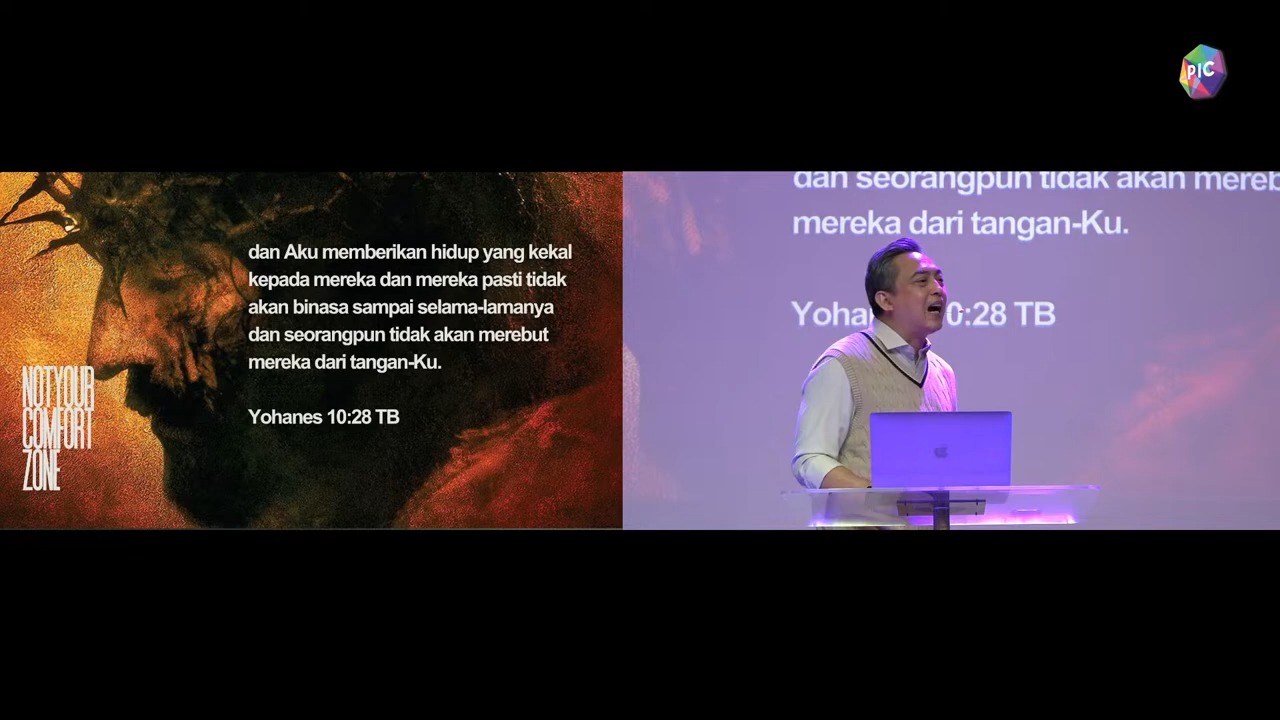 PIC
dan Aku memberikan hidup yang kekal
kepada mereka dan mereka pasti tidak
akan binasa sampai selama-lamanya
dan seorangpun tidak akan merebut
mereka dari tangan-Ku.
Yohanes 10:28 TB
NOT YOUR
COMFORT
ZONE
dan seorangpun tidak akan mereb
mereka dari tangan-Ku.
Yoha 0:28 TB